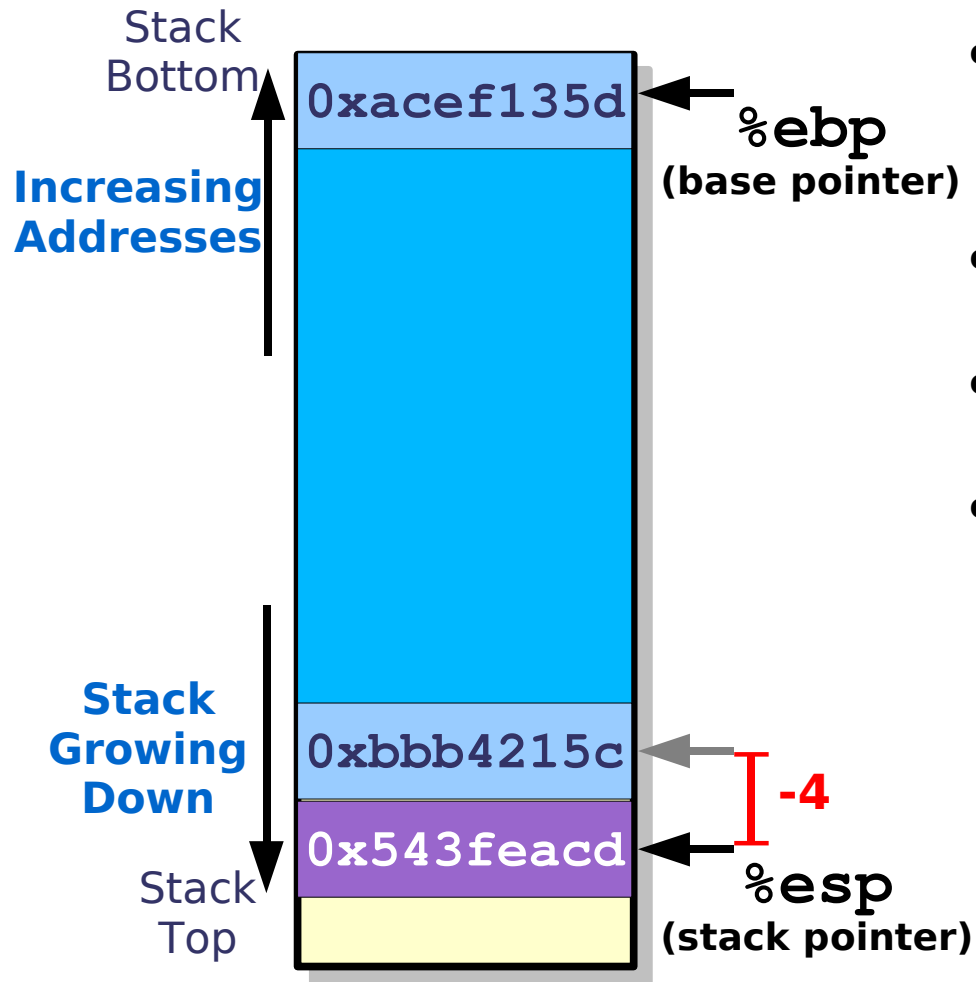 Stack
Bottom
0xacef135d
%ebp
(base pointer)
Increasing
Addresses
Stack
Growing
Down
0xbbb4215c
-4
0x543feacd
%esp
(stack pointer)
Stack
Top